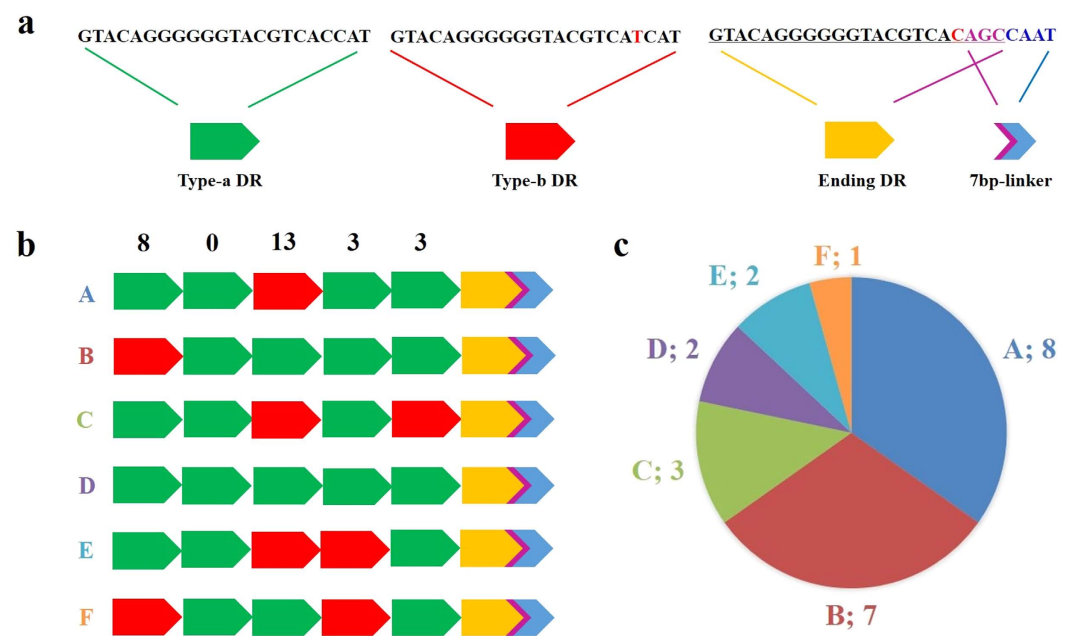 a
GTACAGGGGGGTACGTCACCAT GTACAGGGGGGTACGTCATCAT GTACAGGGGGGTACGTCACAGCCAAT
Type-a DR Type-b DR Ending DR 7bp-linker
b
8 0 13 3 3
A
B
C
D
E
F
c
F; 1
E; 2
D; 2
A; 8
C; 3
B; 7